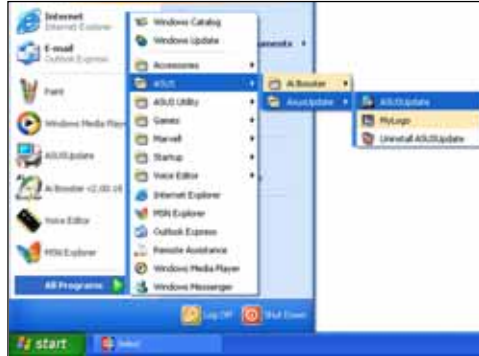 Internet
Internet Explorer
E-mail
Outlook Express
Paint
Windows Media Player
ASUSUpdate
Ai Booster v2.00.16
Voice Editor
MSN Explorer
All Programs
Windows Catalog
Windows Update
Accessories
ASUS
ASUS Utility
Games
Marvell
Startup
Voice Editor
Internet Explorer
MSN Explorer
Outlook Express
Remote Assistance
Windows Media Player
Windows Messenger
Ai Booster
AsusUpdate
ASUSUpdate
MyLogo
Uninstall ASUSUpdate
Log Off
Shut Down
start